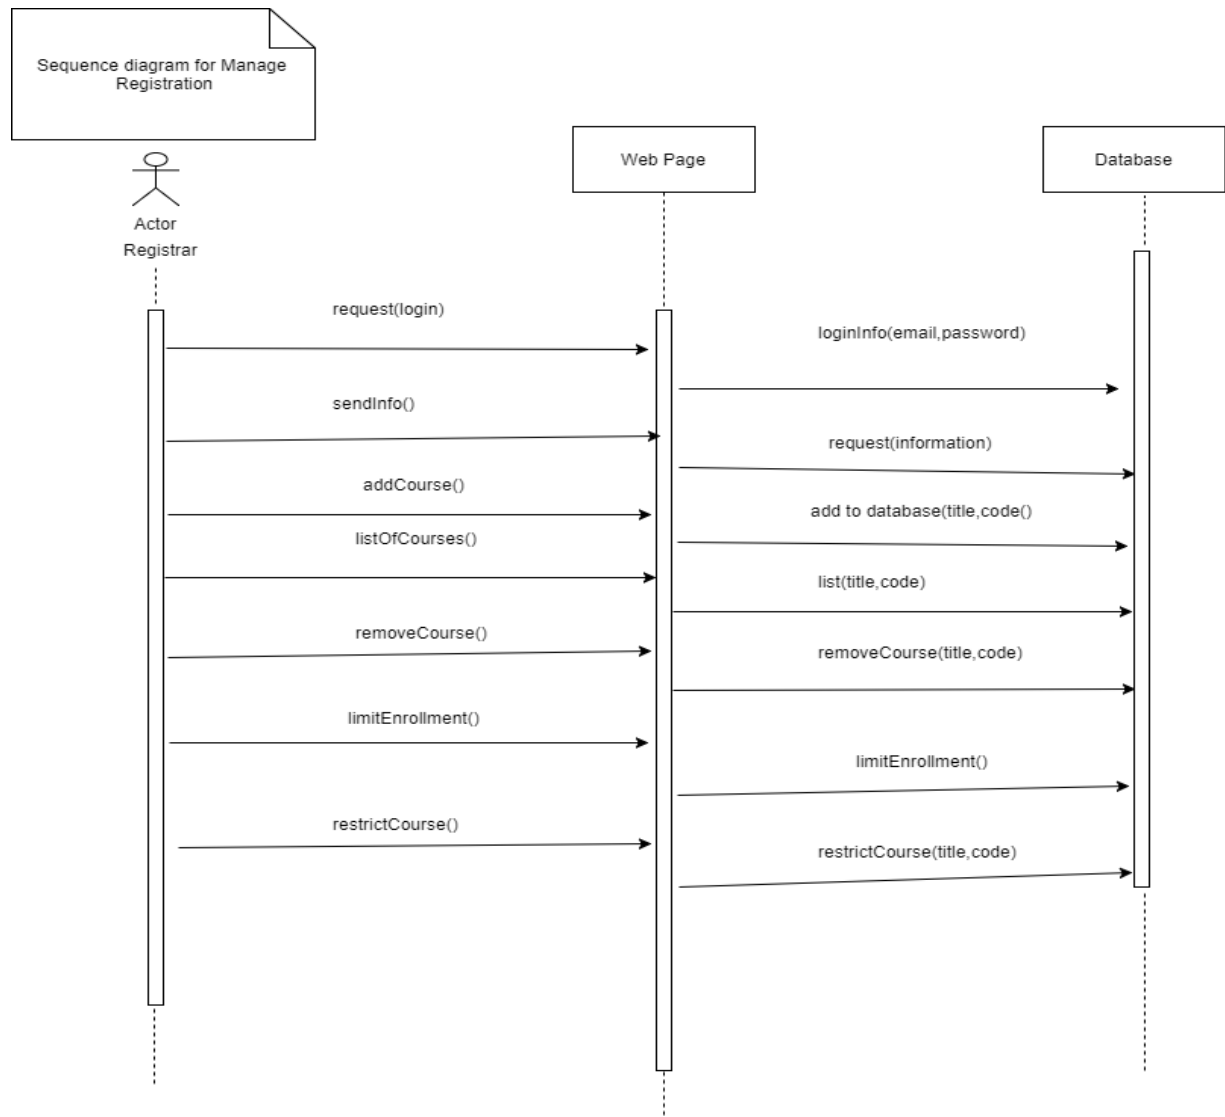 Sequence diagram for Manage
Registration
Web Page
Database
Actor
Registrar
request(login)
loginInfo(email,password)
sendInfo()
request(information)
addCourse()
add to database(title,code()
listOfCourses()
list(title,code)
removeCourse()
removeCourse(title,code)
limitEnrollment()
limitEnrollment()
restrictCourse()
restrictCourse(title,code)